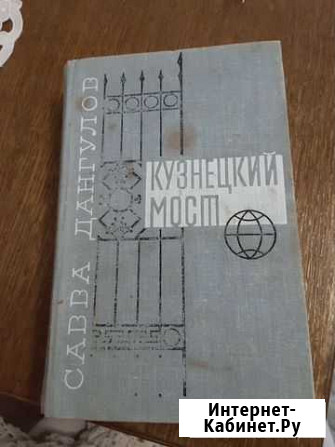 САВВА ДАНГУЛОВ
КУЗНЕЦКИЙ
МОСТ
Интернет-
Кабинет.Ру